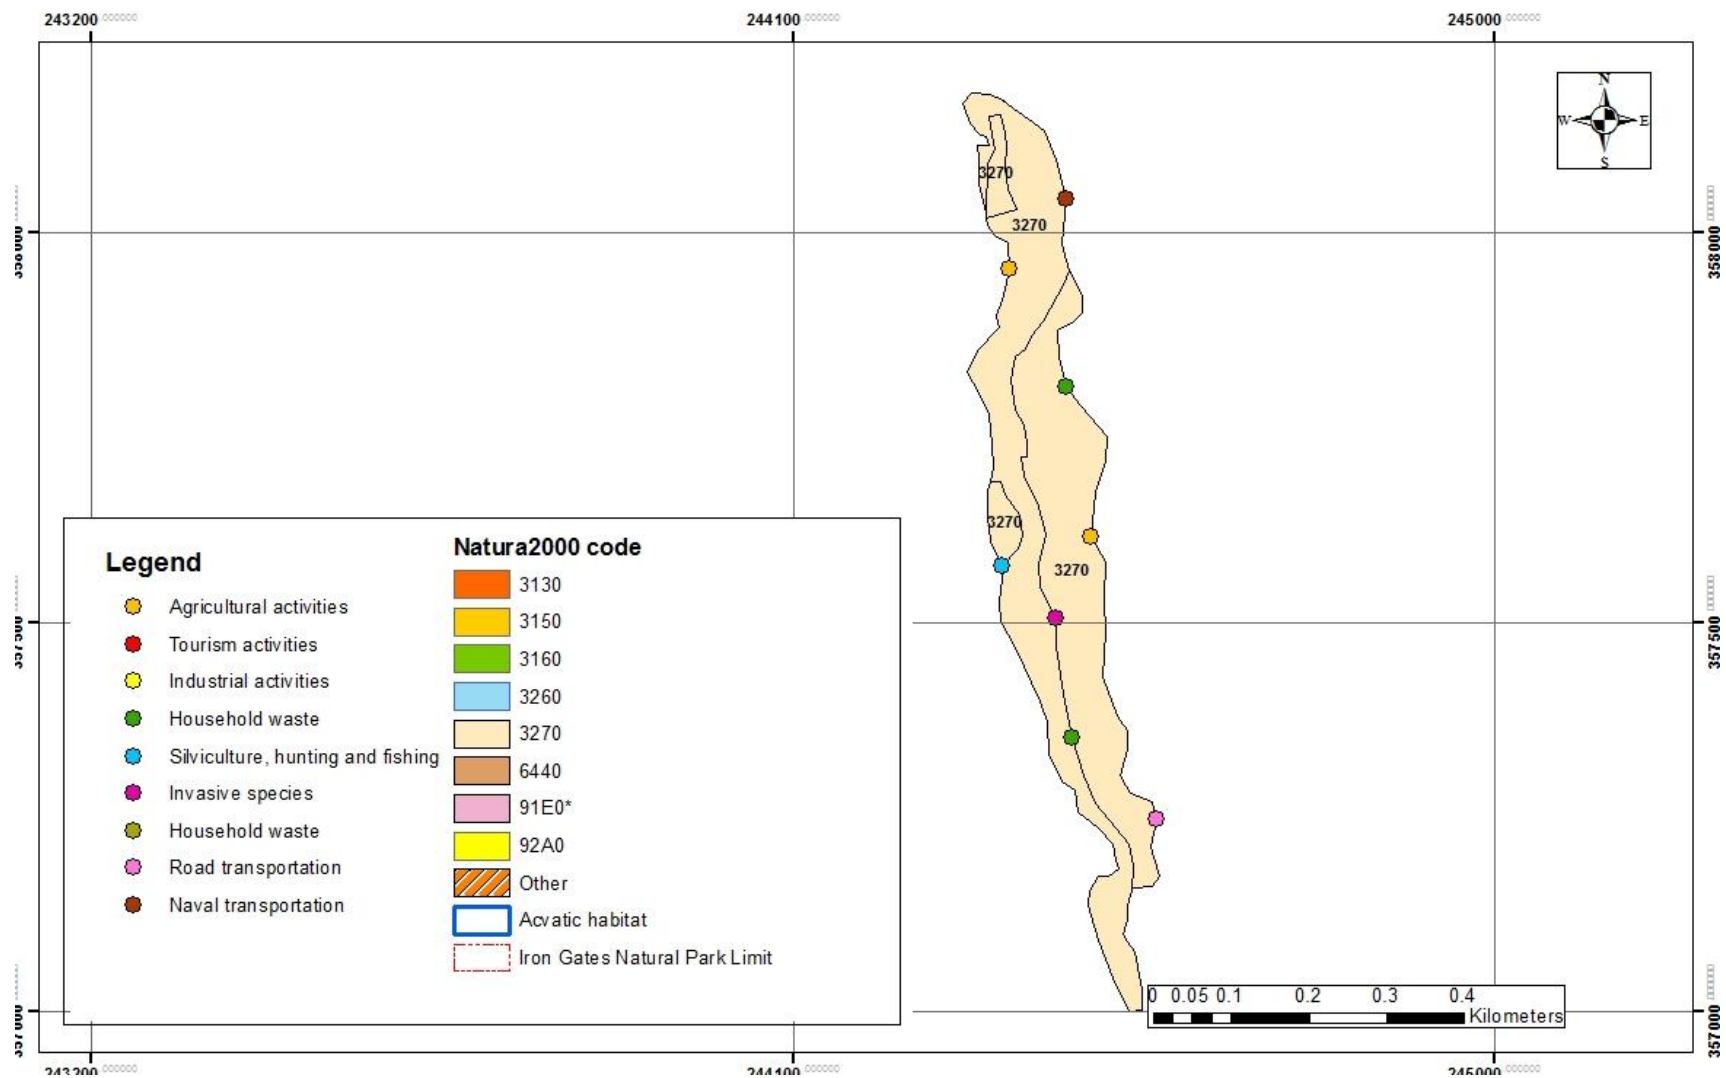 243200 244100 245000
N
W E
S
3270
3270
358000
3270
3270
357500
Legend
Agricultural activities
Tourism activities
Industrial activities
Household waste
Silviculture, hunting and fishing
Invasive species
Household waste
Road transportation
Naval transportation
Natura2000 code
3130
3150
3160
3260
3270
6440
91E0*
92A0
Other
Acvatic habitat
Iron Gates Natural Park Limit
0 0.05 0.1 0.2 0.3 0.4
Kilometers
357000